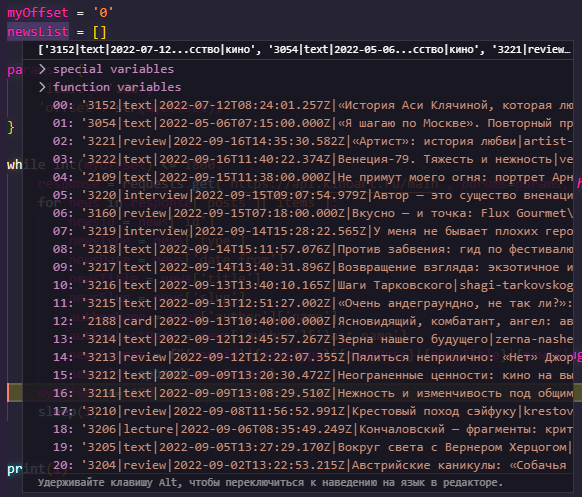 myOffset = '0'
newsList = []
['3152|text|2022-07-12...сство|кино', '3054|text|2022-05-06...сство|кино', '3221|review…
special variables
function variables
00: '3152|text|2022-07-12T08:24:01.257Z|«История Аси Клячиной, которая лю
01: '3054|text|2022-05-06T07:15:00.000Z|«Я шагаю по Москве». Повторный пр
02: '3221|review|2022-09-16T14:35:30.582Z|«Артист»: история любви|artist-
03: '3222|text|2022-09-16T11:40:22.374Z|Венеция-79. Тяжесть и нежность|ve
04: '2109|text|2022-09-15T11:38:00.000Z|Не примут моего огня: портрет Арн
05: '3220|interview|2022-09-15T09:04:54.979Z|Автор — это существо вненаци
06: '3160|review|2022-09-15T07:18:00.000Z|Вкусно — и точка: Flux Gourmet\
07: '3219|interview|2022-09-14T15:28:22.565Z|У меня не бывает плохих геро
08: '3218|text|2022-09-14T15:11:57.076Z|Против забвения: гид по фестивалю
09: '3217|text|2022-09-14T13:40:31.896Z|Возвращение взгляда: экзотичное и
10: '3216|text|2022-09-13T13:40:10.165Z|Шаги Тарковского|shagi-tarkovskog
11: '3215|text|2022-09-13T12:51:27.002Z|«Очень андеграундно, не так ли?»:
12: '2188|card|2022-09-13T10:40:00.000Z|Ясновидящий, комбатант, ангел: ав
13: '3214|text|2022-09-12T12:45:57.267Z|Зёрна нашего будущего|zerna-nashe
14: '3213|review|2022-09-12T12:22:07.355Z|Пялиться неприлично: «Нет» Джор
15: '3212|text|2022-09-09T13:20:30.472Z|Неограненные ценности: кино на вы
16: '3211|text|2022-09-09T13:08:29.510Z|Нежность и изменчивость под общим
17: '3210|review|2022-09-08T11:56:52.991Z|Крестовый поход сэйфуку|krestov
18: '3206|lecture|2022-09-06T08:35:49.249Z|Кончаловский — фрагменты: крит
19: '3205|text|2022-09-05T13:27:29.170Z|Вокруг света с Вернером Херцогом|
20: '3204|review|2022-09-02T13:22:53.215Z|Австрийские каникулы: «Собачья
Удерживайте клавишу Alt, чтобы переключиться к наведению на язык в редакторе.